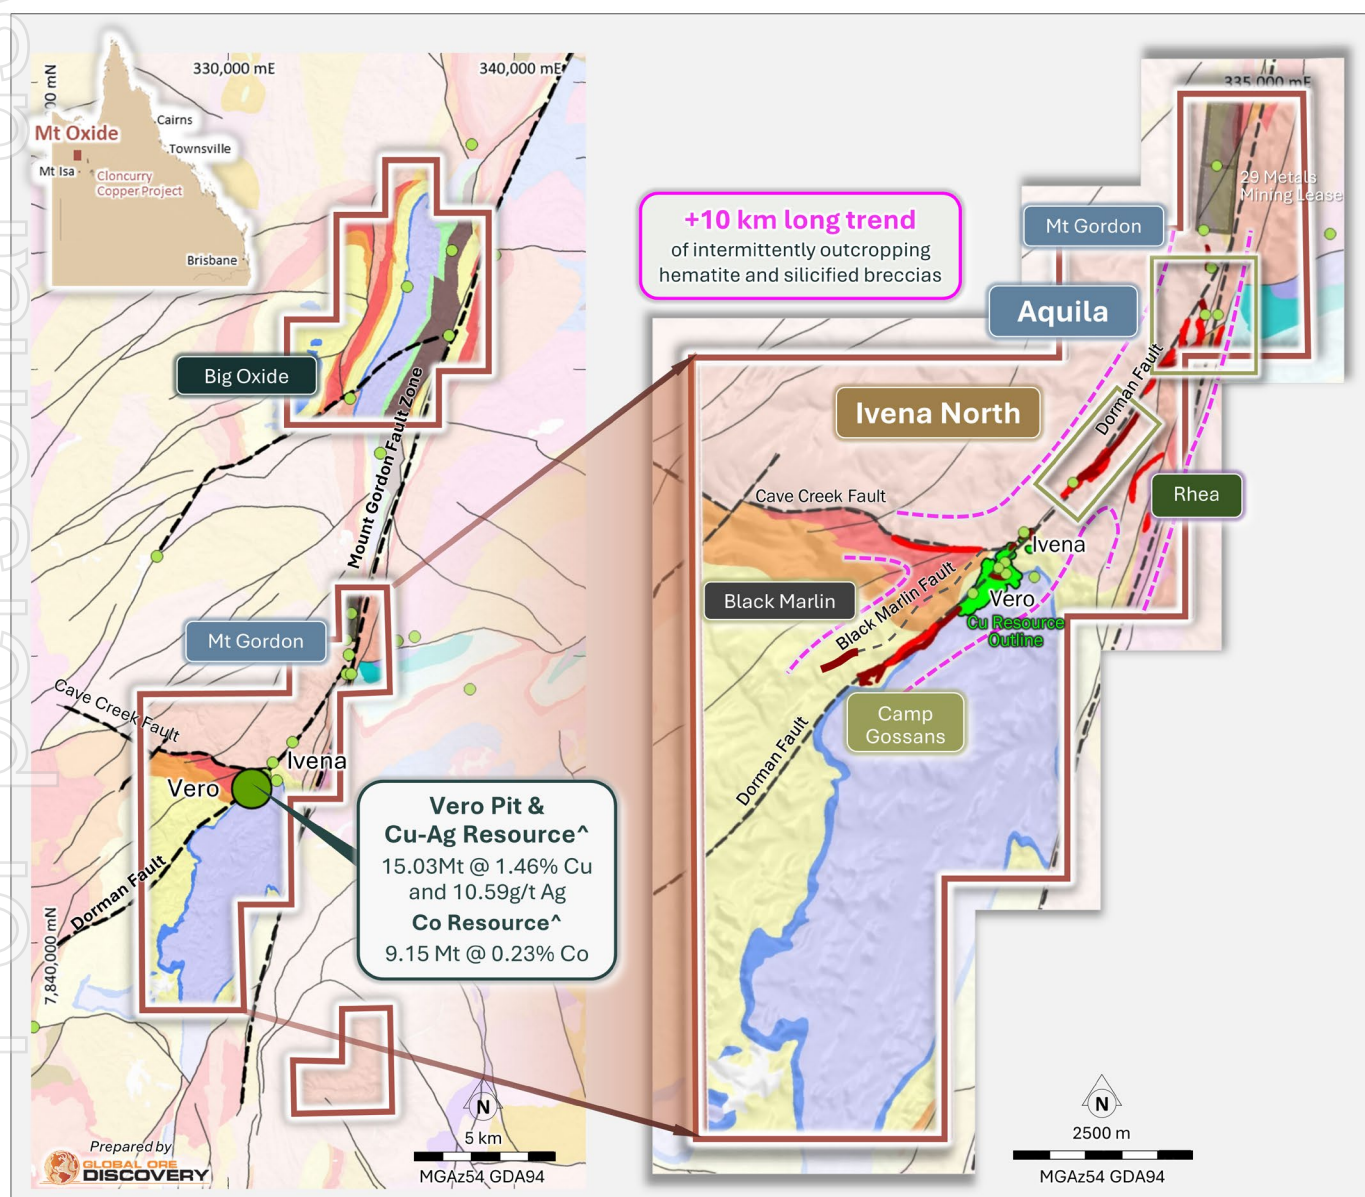 330,000 mE
340,000 mE
00 mN
Mt Oxide
Cairns
Townsville
Mt Isa
Cloncurry
Copper Project
Brisbane
Big Oxide
Mount Gordon Fault Zone
Mt Gordon
Cave Creek Fault
Ivena
Vero
Dorman Fault
7,840,000 mN
Vero Pit &
Cu-Ag Resource^
15.03Mt @ 1.46% Cu
and 10.59g/t Ag
Co Resource^
9.15 Mt @ 0.23% Co
Prepared by
GLOBAL ORE
DISCOVERY
N
5 km
MGAz54 GDA94
335,000 mE
29 Metals
Mining Lease
+10 km long trend
of intermittently outcropping
hematite and silicified breccias
Mt Gordon
Aquila
Dorman Fault
Ivena North
Rhea
Cave Creek Fault
Ivena
Black Marlin
Black Marlin Fault
Vero
Cu Resource
Outline
Camp
Gossans
Dorman Fault
N
2500 m
MGAz54 GDA94